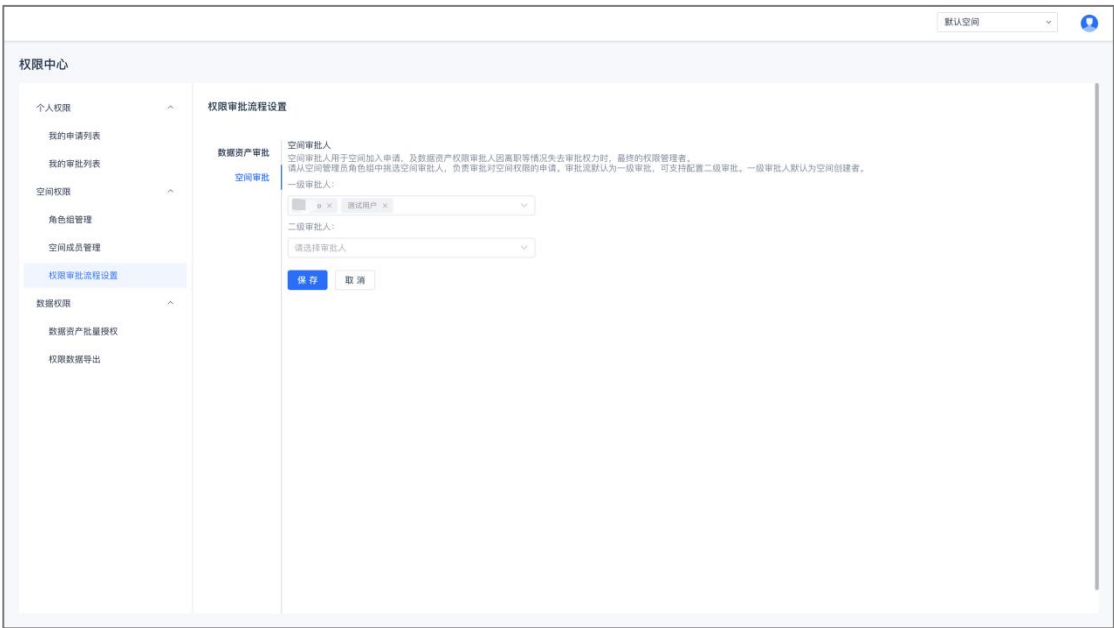 默认空间
权限中心
个人权限
我的申请列表
我的审批列表
空间权限
角色组管理
空间成员管理
权限审批流程设置
数据权限
数据资产批量授权
权限数据导出
权限审批流程设置
数据资产审批
空间审批
空间审批人
空间审批人用于空间加入申请，及数据资产权限审批人因离职等情况失去审批权力时，最终的权限管理者。
请从空间管理员角色组中挑选空间审批人，负责审批对空间权限的申请。审批流默认为一级审批，可支持配置二级审批。一级审批人默认为空间创建者。
一级审批人：
测试用户 ×
二级审批人：
请选择审批人
保存 取消